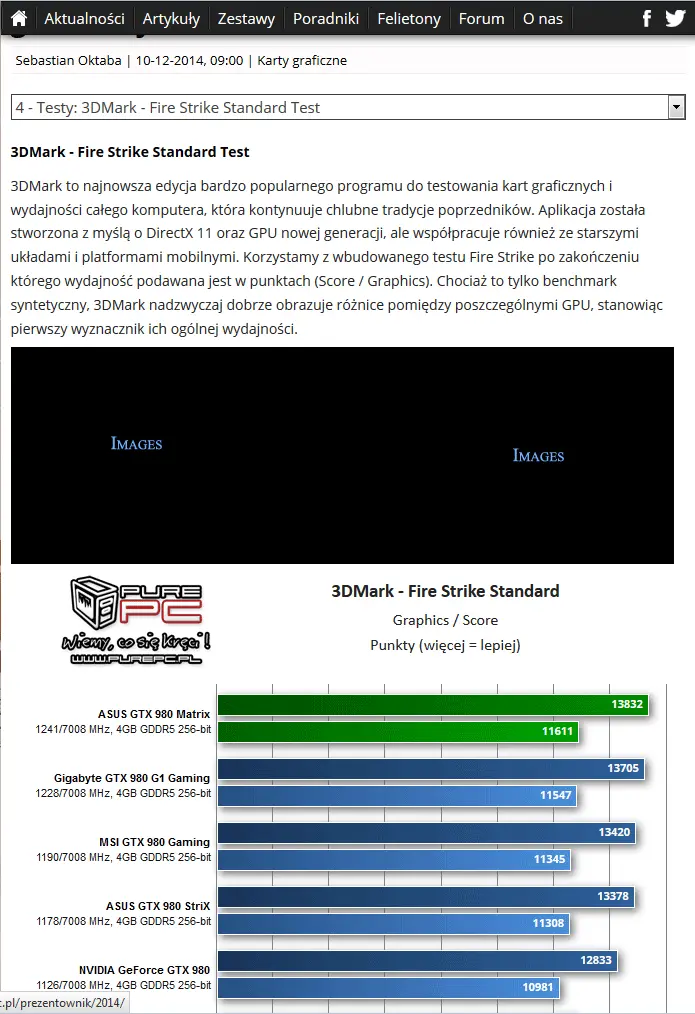 Aktualności Artykuły Zestawy Poradniki Felietony Forum O nas
Sebastian Oktaba | 10-12-2014, 09:00 | Karty graficzne
4 - Testy: 3DMark - Fire Strike Standard Test
3DMark - Fire Strike Standard Test
3DMark to najnowsza edycja bardzo popularnego programu do testowania kart graficznych i
wydajności całego komputera, która kontynuuje chlubne tradycje poprzedników. Aplikacja została
stworzona z myślą o DirectX 11 oraz GPU nowej generacji, ale współpracuje również ze starszymi
układami i platformami mobilnymi. Korzystamy z wbudowanego testu Fire Strike po zakończeniu
którego wydajność podawana jest w punktach (Score / Graphics). Chociaż to tylko benchmark
syntetyczny, 3DMark nadzwyczaj dobrze obrazuje różnice pomiędzy poszczególnymi GPU, stanowiąc
pierwszy wyznacznik ich ogólnej wydajności.
Images
Images
PURE
PC
Wiemy, co się kręci!
www.purepc.pl
3DMark - Fire Strike Standard
Graphics / Score
Punkty (więcej = lepiej)
ASUS GTX 980 Matrix
1241/7008 MHz, 4GB GDDR5 256-bit
13832
11611
Gigabyte GTX 980 G1 Gaming
1228/7008 MHz, 4GB GDDR5 256-bit
13705
11547
MSI GTX 980 Gaming
1190/7008 MHz, 4GB GDDR5 256-bit
13420
11345
ASUS GTX 980 StriX
1178/7008 MHz, 4GB GDDR5 256-bit
13378
11308
NVIDIA GeForce GTX 980
1126/7008 MHz, 4GB GDDR5 256-bit
12833
10981
.pl/prezentownik/2014/